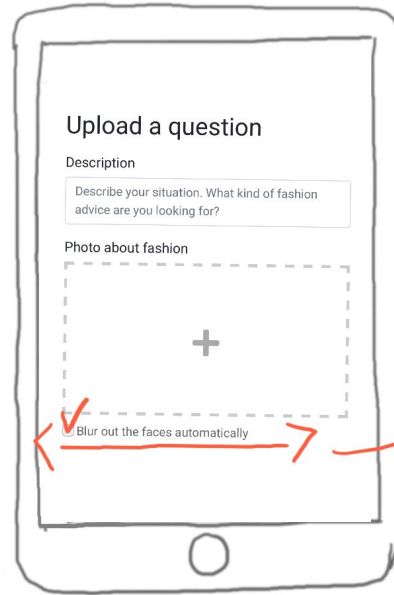 Upload a question
Description
Describe your situation. What kind of fashion
advice are you looking for?
Photo about fashion
Blur out the faces automatically